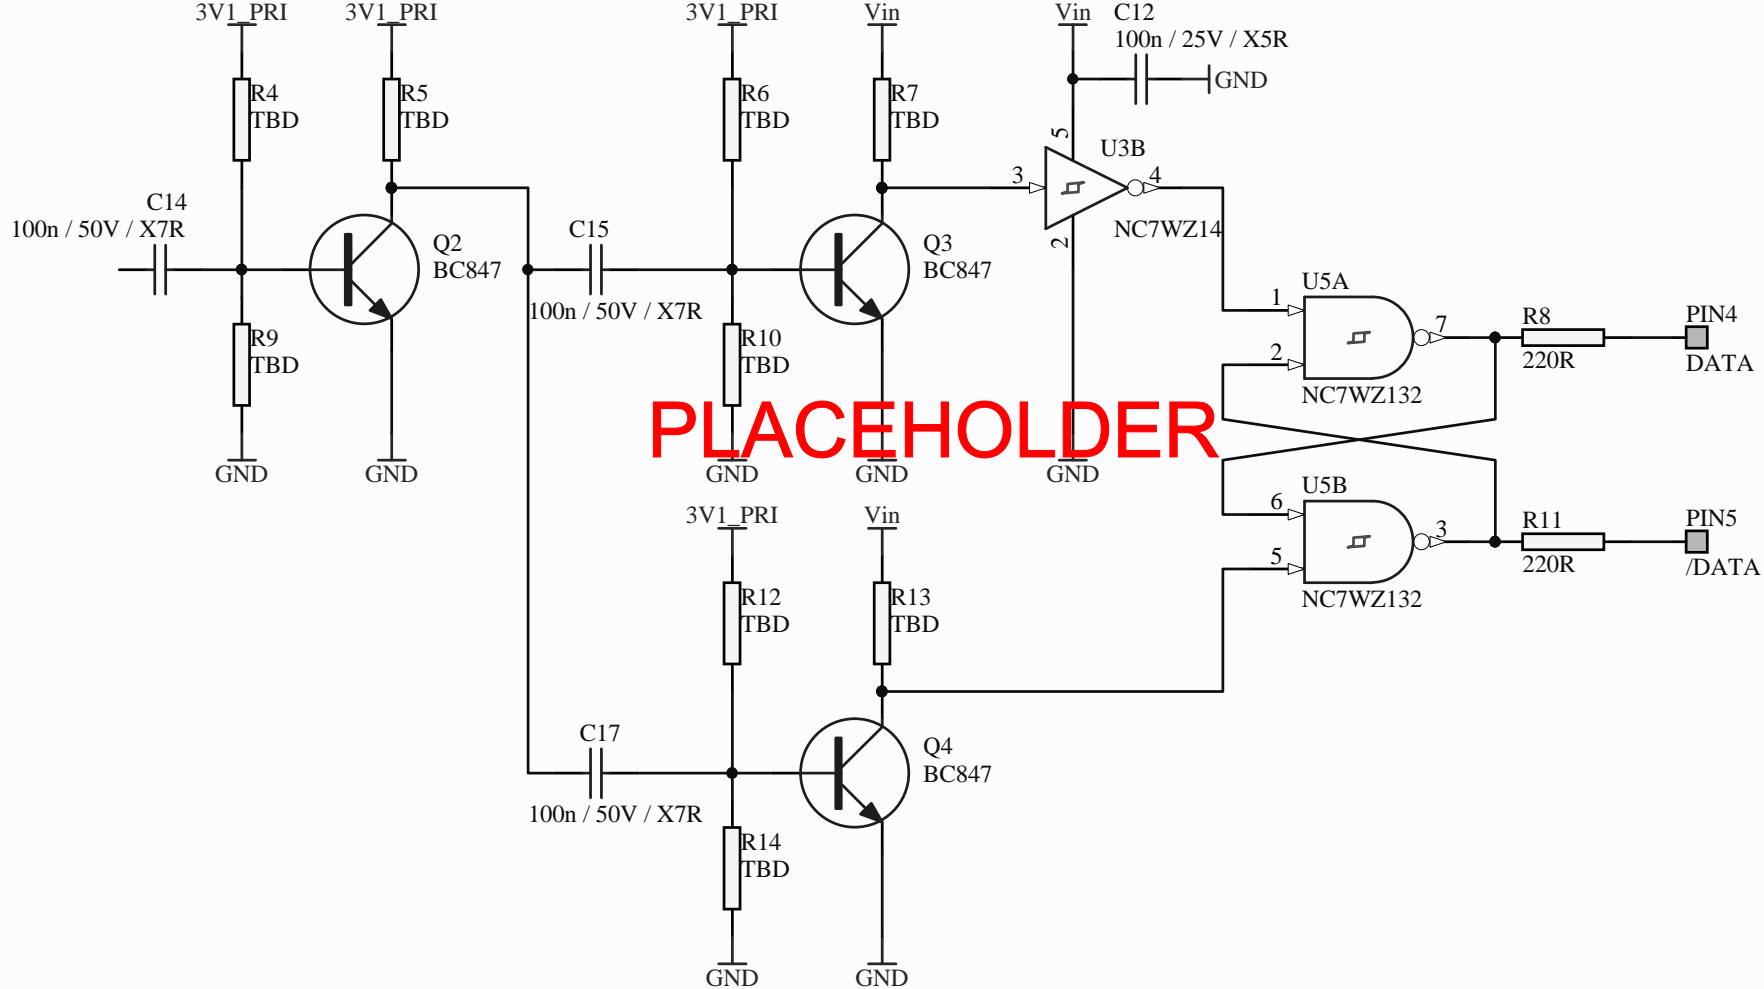 3V1_PRI
3V1_PRI
3V1_PRI
Vin
Vin
C12
100n / 25V / X5R
GND
R4
TBD
R5
TBD
R6
TBD
R7
TBD
5
U3B
3
4
2
NC7WZ14
C14
100n / 50V / X7R
Q2
BC847
C15
100n / 50V / X7R
Q3
BC847
R9
TBD
R10
TBD
U5A
1
2
7
NC7WZ132
R8
220R
PIN4
DATA
PLACEHOLDER
GND
GND
GND
GND
GND
U5B
6
5
3
NC7WZ132
R11
220R
PIN5
/DATA
3V1_PRI
Vin
R12
TBD
R13
TBD
C17
100n / 50V / X7R
Q4
BC847
R14
TBD
GND
GND